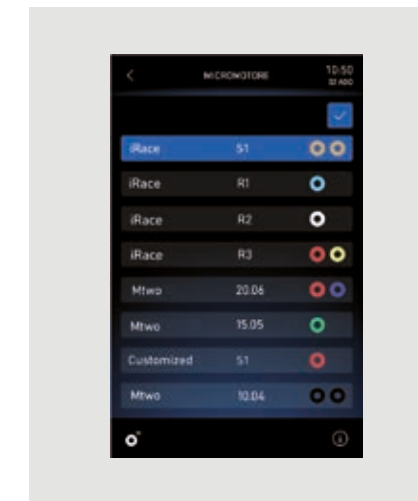 MICROMOTORE 10:50
iRace S1
iRace R1
iRace R2
iRace R3
Mtwo 20.06
Mtwo 15.05
Customized S1
Mtwo 10.04